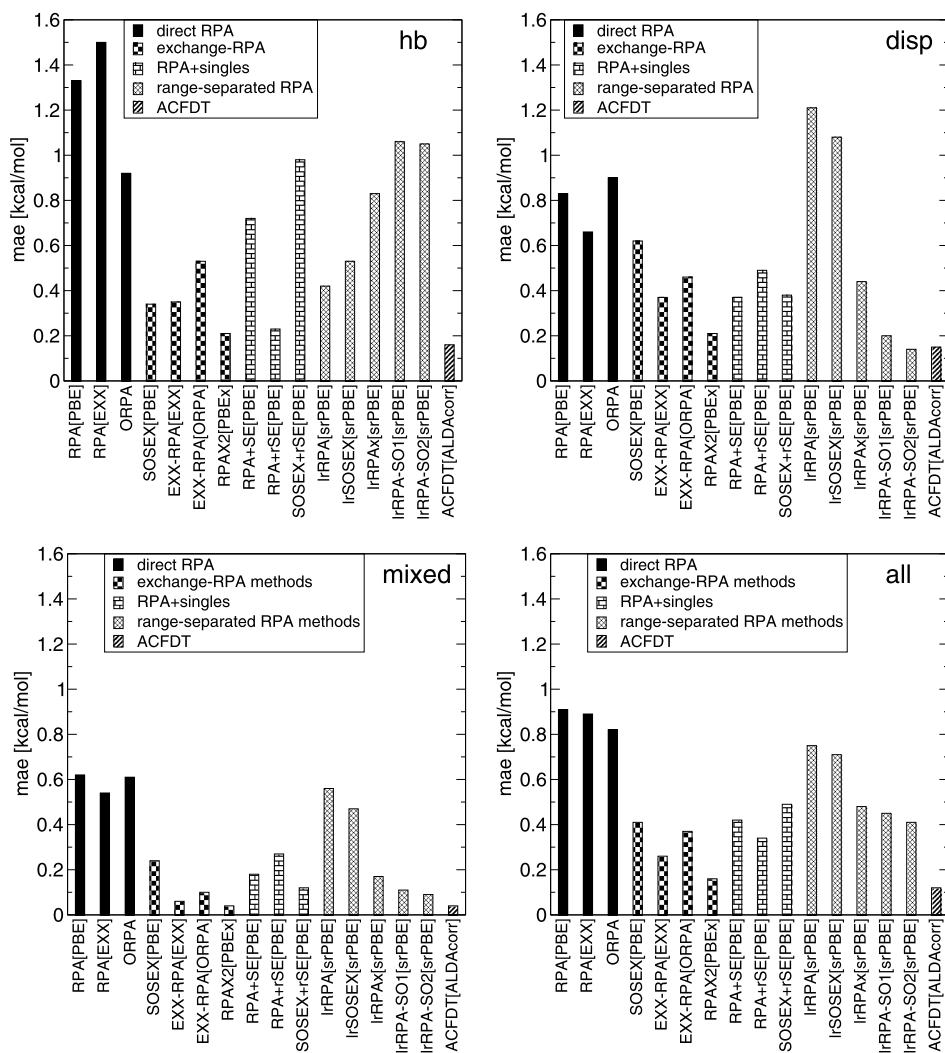 hb
direct RPA
exchange-RPA
RPA+singles
range-separated RPA
ACFDT
mae [kcal/mol]
1.6
1.4
1.2
1
0.8
0.6
0.4
0.2
0
RPA[PBE]
RPA[EXX]
ORPA
SOSEX[PBE]
EXX-RPA[EXX]
EXX-RPA[ORPA]
RPAX2[PBEx]
RPA+SE[PBE]
RPA+rSE[PBE]
SOSEX+rSE[PBE]
lrRPA[srPBE]
lrSOSEX[srPBE]
lrRPAx[srPBE]
lrRPA-SO1[srPBE]
lrRPA-SO2[srPBE]
ACFDT[ALDAcorr]
disp
direct RPA
exchange-RPA
RPA+singles
range-separated RPA
ACFDT
mae [kcal/mol]
1.6
1.4
1.2
1
0.8
0.6
0.4
0.2
0
RPA[PBE]
RPA[EXX]
ORPA
SOSEX[PBE]
EXX-RPA[EXX]
EXX-RPA[ORPA]
RPAX2[PBEx]
RPA+SE[PBE]
RPA+rSE[PBE]
SOSEX+rSE[PBE]
lrRPA[srPBE]
lrSOSEX[srPBE]
lrRPAx[srPBE]
lrRPA-SO1[srPBE]
lrRPA-SO2[srPBE]
ACFDT[ALDAcorr]
mixed
direct RPA
exchange-RPA methods
RPA+singles
range-separated RPA methods
ACFDT
mae [kcal/mol]
1.6
1.4
1.2
1
0.8
0.6
0.4
0.2
0
RPA[PBE]
RPA[EXX]
ORPA
SOSEX[PBE]
EXX-RPA[EXX]
EXX-RPA[ORPA]
RPAX2[PBEx]
RPA+SE[PBE]
RPA+rSE[PBE]
SOSEX+rSE[PBE]
lrRPA[srPBE]
lrSOSEX[srPBE]
lrRPAx[srPBE]
lrRPA-SO1[srPBE]
lrRPA-SO2[srPBE]
ACFDT[ALDAcorr]
all
direct RPA
exchange-RPA methods
RPA+singles
range-separated RPA methods
ACFDT
mae [kcal/mol]
1.6
1.4
1.2
1
0.8
0.6
0.4
0.2
0
RPA[PBE]
RPA[EXX]
ORPA
SOSEX[PBE]
EXX-RPA[EXX]
EXX-RPA[ORPA]
RPAX2[PBEx]
RPA+SE[PBE]
RPA+rSE[PBE]
SOSEX+rSE[PBE]
lrRPA[srPBE]
lrSOSEX[srPBE]
lrRPAx[srPBE]
lrRPA-SO1[srPBE]
lrRPA-SO2[srPBE]
ACFDT[ALDAcorr]